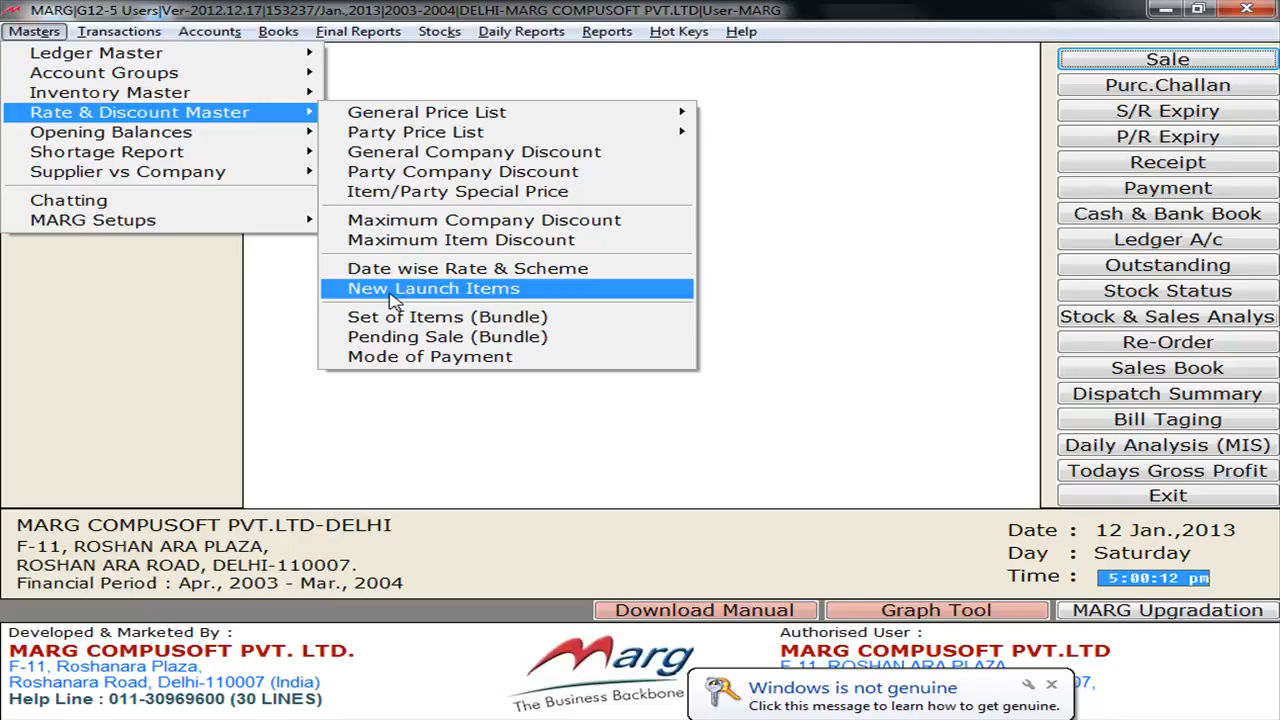 MARG|G12-5 Users|Ver-2012.12.17|153237/Jan.,2013|2003-2004|DELHI-MARG COMPUSOFT PVT.LTD|User-MARG
Masters Transactions Accounts Books Final Reports Stocks Daily Reports Reports Hot Keys Help
Ledger Master
Account Groups
Inventory Master
Rate & Discount Master
Opening Balances
Shortage Report
Supplier vs Company
Chatting
MARG Setups
General Price List
Party Price List
General Company Discount
Party Company Discount
Item/Party Special Price
Maximum Company Discount
Maximum Item Discount
Date wise Rate & Scheme
New Launch Items
Set of Items (Bundle)
Pending Sale (Bundle)
Mode of Payment
Sale
Purc.Challan
S/R Expiry
P/R Expiry
Receipt
Payment
Cash & Bank Book
Ledger A/c
Outstanding
Stock Status
Stock & Sales Analys
Re-Order
Sales Book
Dispatch Summary
Bill Taging
Daily Analysis (MIS)
Todays Gross Profit
Exit
MARG COMPUSOFT PVT.LTD-DELHI
F-11, ROSHAN ARA PLAZA,
ROSHAN ARA ROAD, DELHI-110007.
Financial Period : Apr., 2003 - Mar., 2004
Date : 12 Jan.,2013
Day : Saturday
Time : 5:00:12 pm
Download Manual Graph Tool MARG Upgradation
Developed & Marketed By :
MARG COMPUSOFT PVT. LTD.
F-11, Roshanara Plaza,
Roshanara Road, Delhi-110007 (India)
Help Line : 011-30969600 (30 LINES)
Marg
The Business Backbone
Authorised User :
MARG COMPUSOFT PVT.LTD
Windows is not genuine
Click this message to learn how to get genuine.